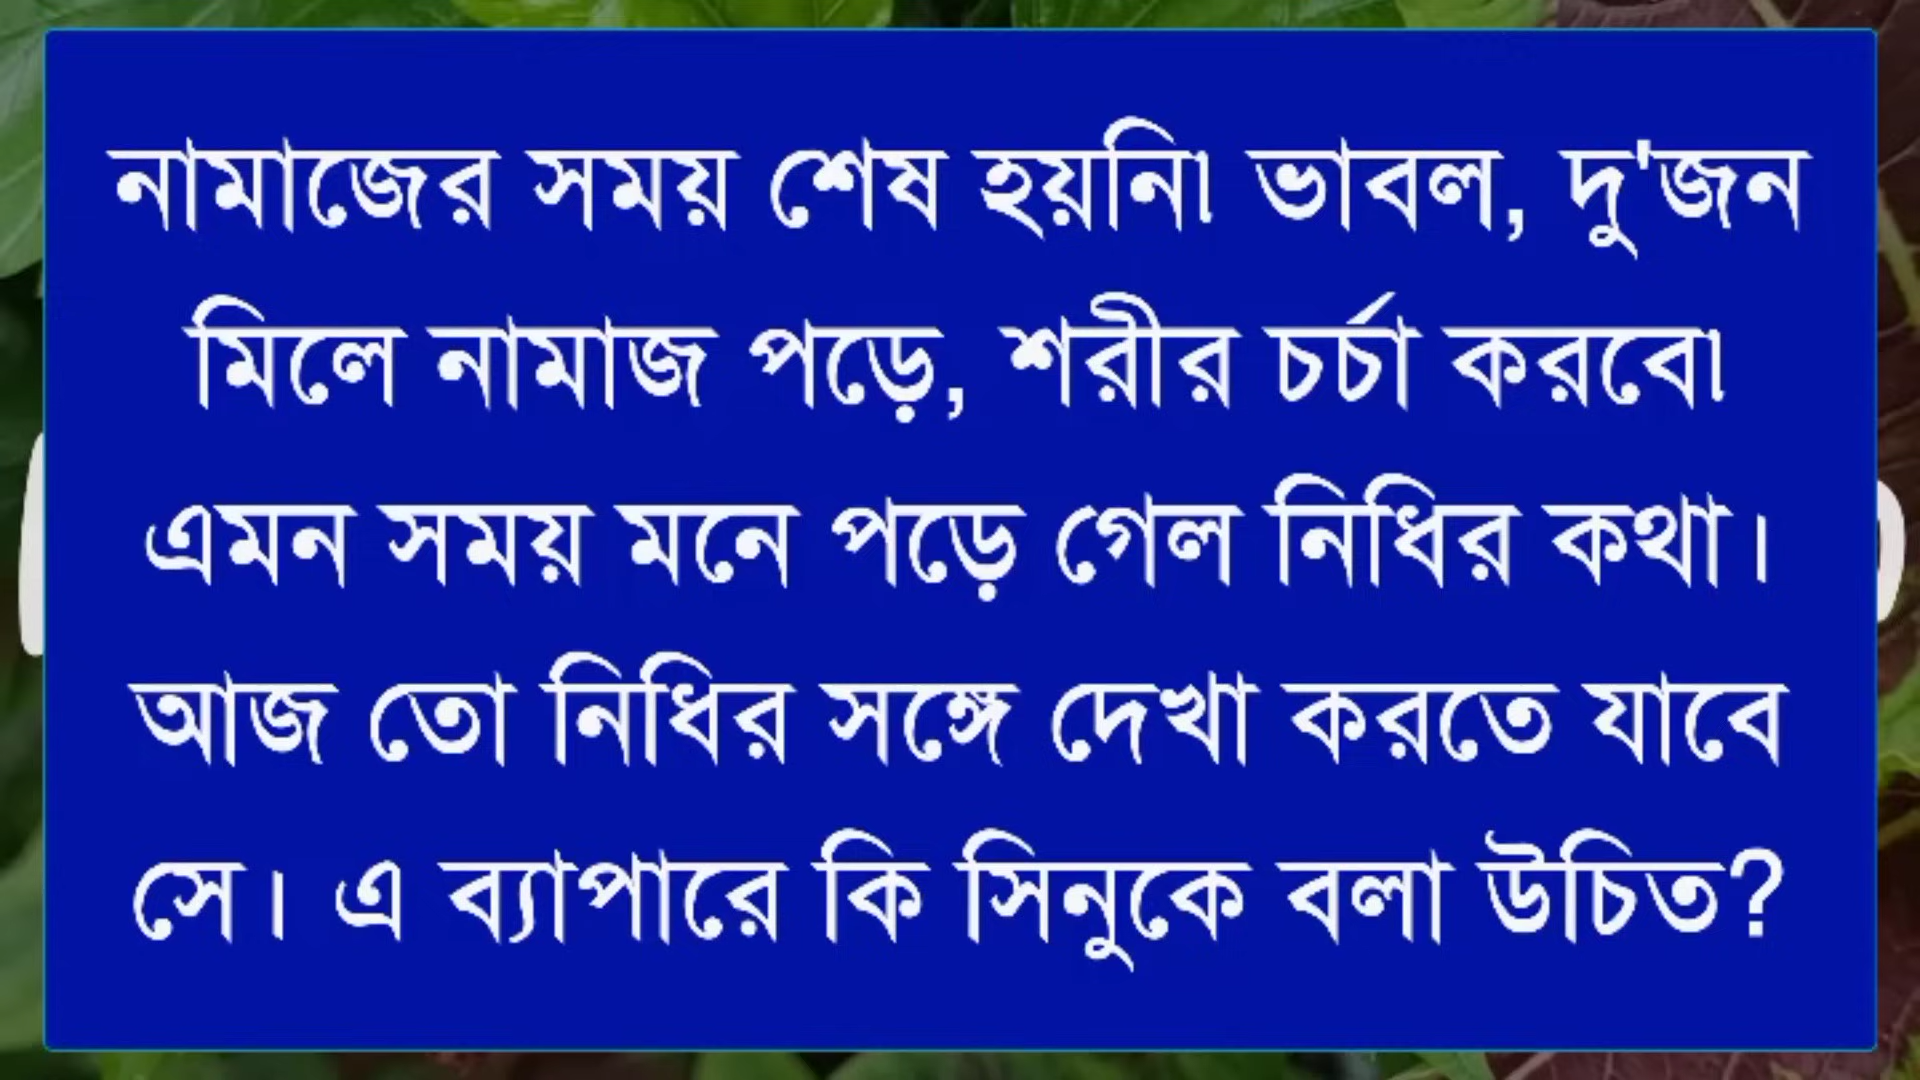 নামাজের সময় শেষ হয়নি৷ ভাবল, দু'জন
মিলে নামাজ পড়ে, শরীর চর্চা করবে৷
এমন সময় মনে পড়ে গেল নিধির কথা।
আজ তো নিধির সঙ্গে দেখা করতে যাবে
সে। এ ব্যাপারে কি সিনুকে বলা উচিত?